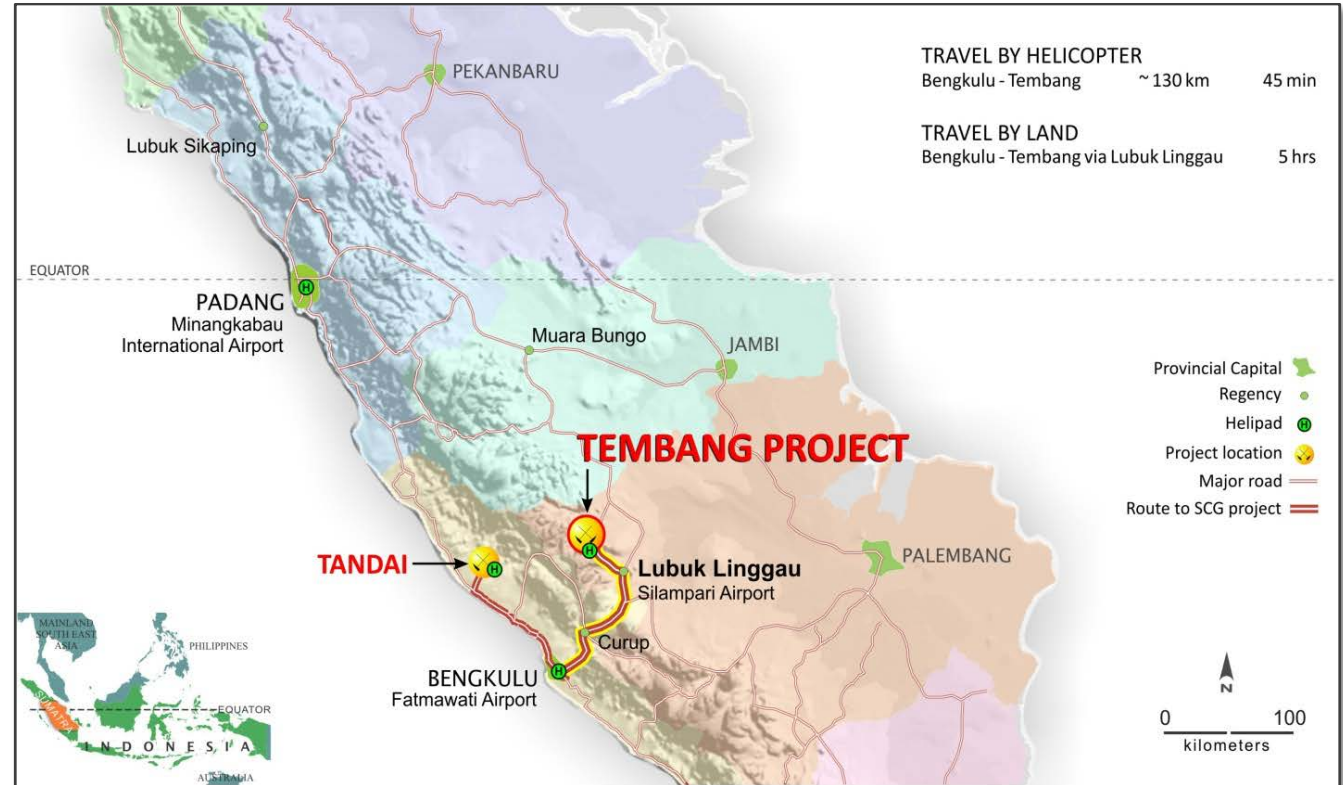 TRAVEL BY HELICOPTER
Bengkulu - Tembang ~ 130 km 45 min
TRAVEL BY LAND
Bengkulu - Tembang via Lubuk Linggau 5 hrs
PEKANBARU
Lubuk Sikaping
EQUATOR
PADANG
Minangkabau
International Airport
Muara Bungo
JAMBI
Provincial Capital
Regency
Helipad
H
Project location
Major road
Route to SCG project
TEMBANG PROJECT
TANDAI
PALEMBANG
Lubuk Linggau
Silampari Airport
Curup
BENGKULU
Fatmawati Airport
N
0 100
kilometers
MAINLAND
SOUTH EAST
ASIA
PHILIPPINES
SUMATRA
EQUATOR
INDONESIA
AUSTRALIA